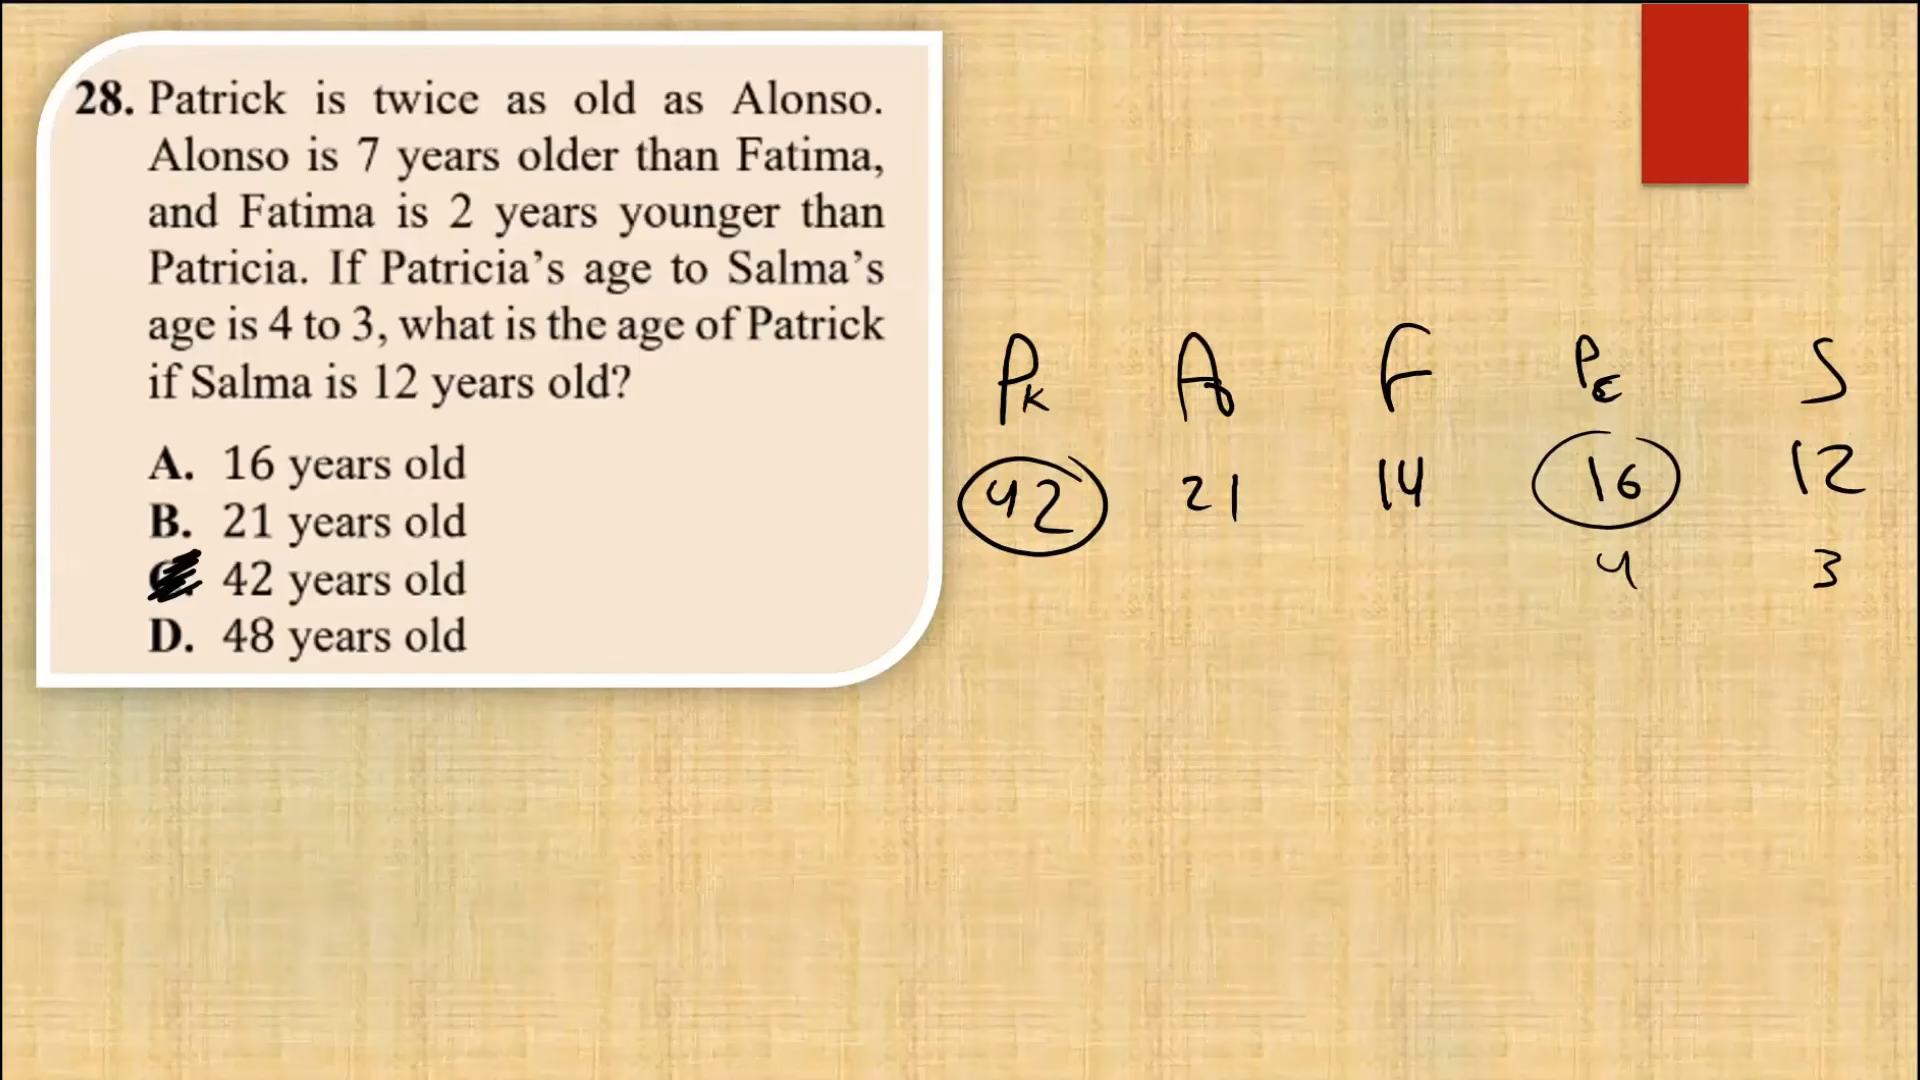 28. Patrick is twice as old as Alonso.
Alonso is 7 years older than Fatima,
and Fatima is 2 years younger than
Patricia. If Patricia's age to Salma's
age is 4 to 3, what is the age of Patrick
if Salma is 12 years old?
A. 16 years old
B. 21 years old
42 years old
D. 48 years old
PK A F P S
42 21 14 16 12
4 3